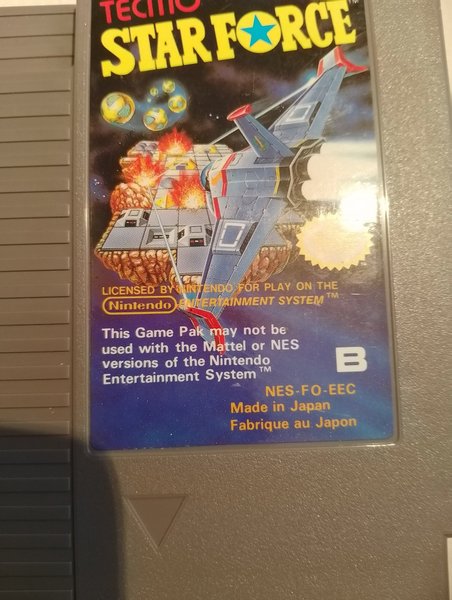 TECMO
STAR FORCE™
LICENSED BY NINTENDO FOR PLAY ON THE
Nintendo ENTERTAINMENT SYSTEM™
This Game Pak may not be
used with the Mattel or NES
versions of the Nintendo
Entertainment System™
B
NES-FO-EEC
Made in Japan
Fabrique au Japon